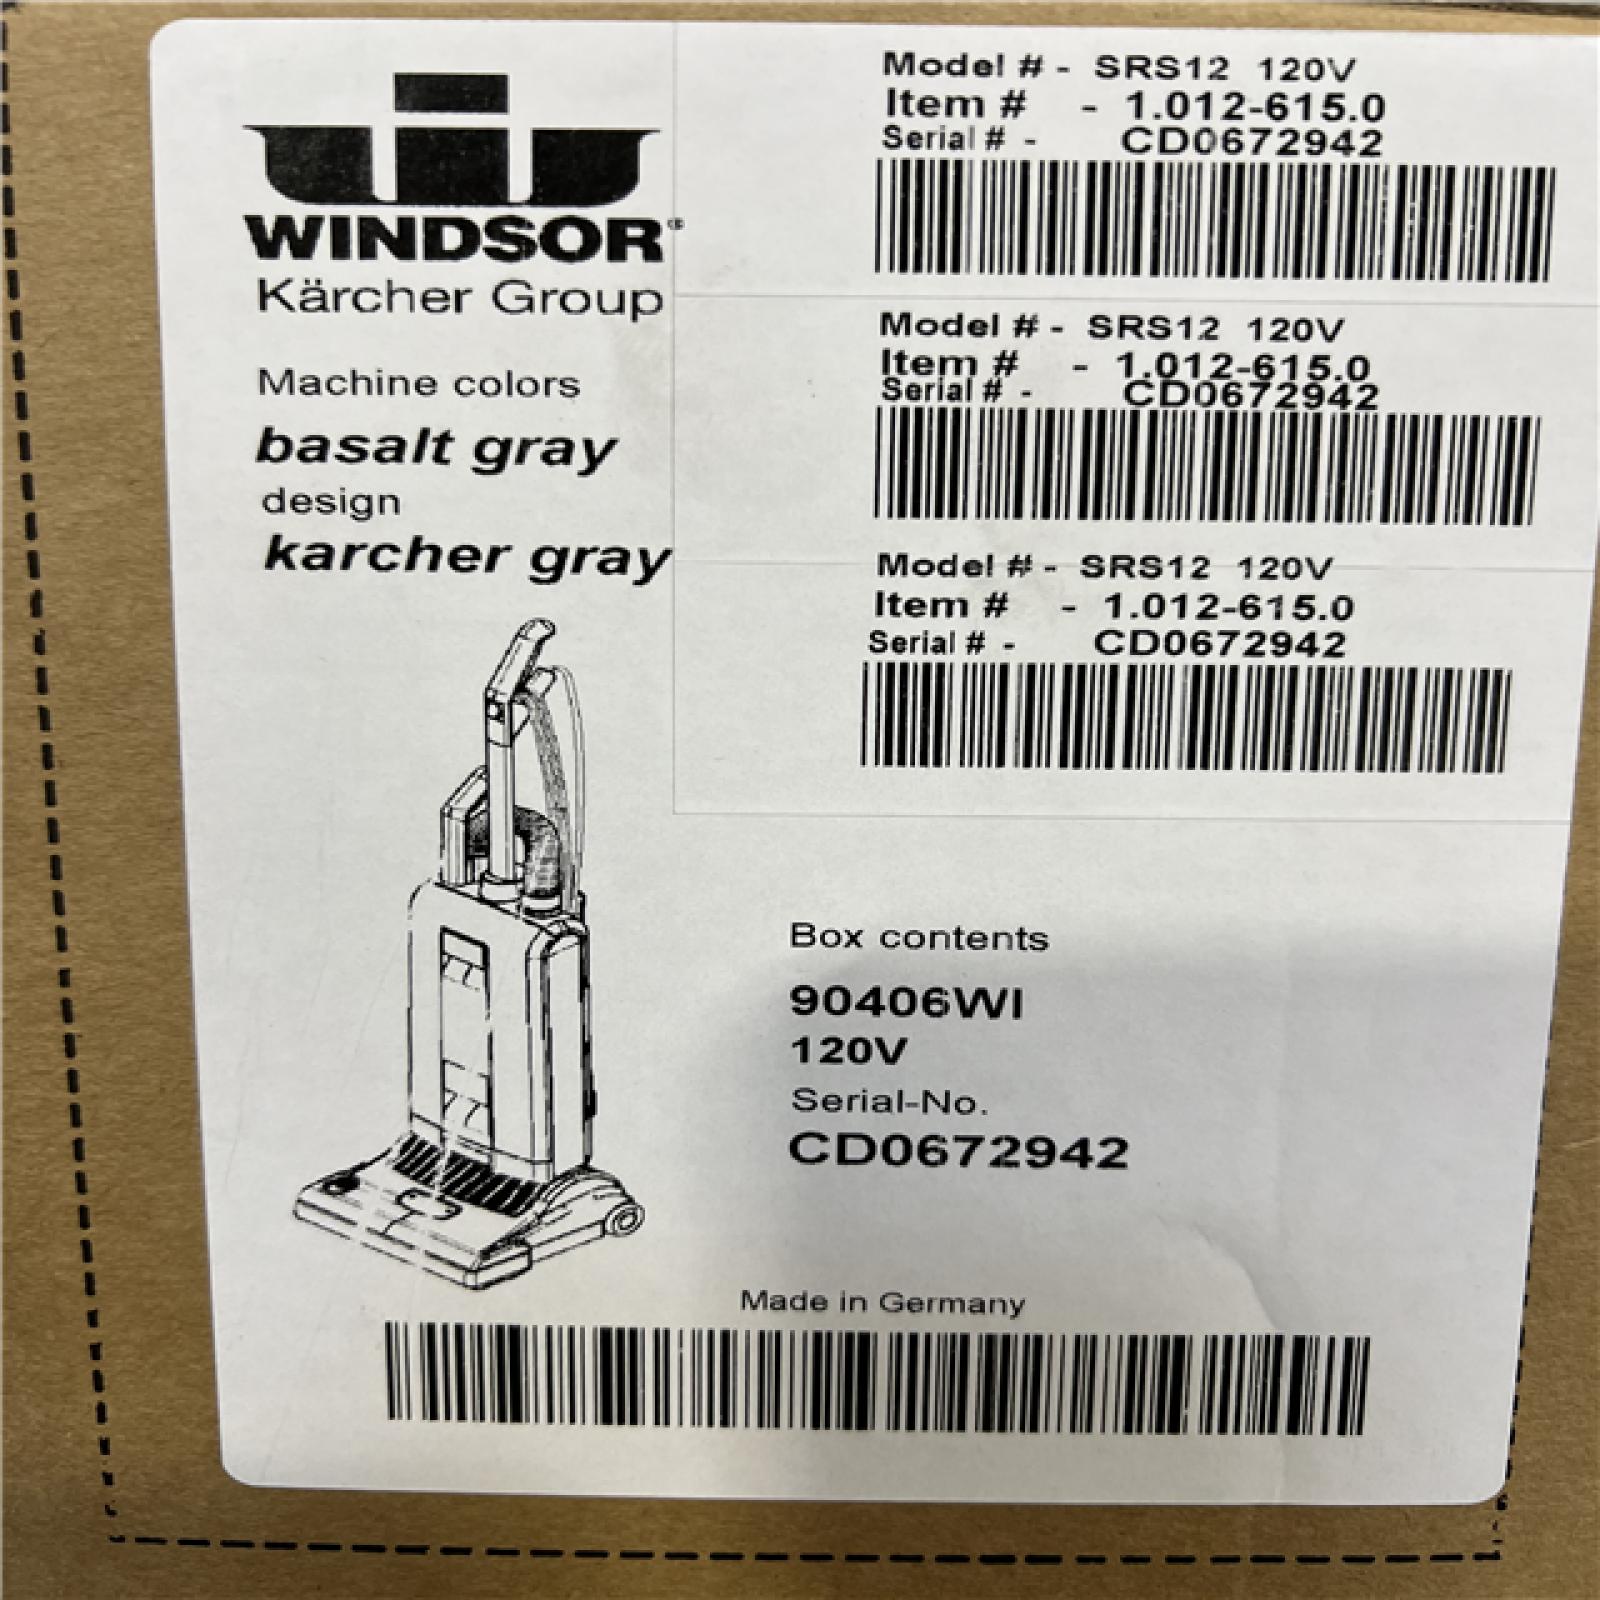 WINDSOR®
Kärcher Group
Machine colors
basalt gray
design
karcher gray
Model # - SRS12 120V
Item # - 1.012-615.0
Serial # - CD0672942
Model # - SRS12 120V
Item # - 1.012-615.0
Serial # - CD0672942
Model # - SRS12 120V
Item # - 1.012-615.0
Serial # - CD0672942
Box contents
90406WI
120V
Serial-No.
CD0672942
Made in Germany